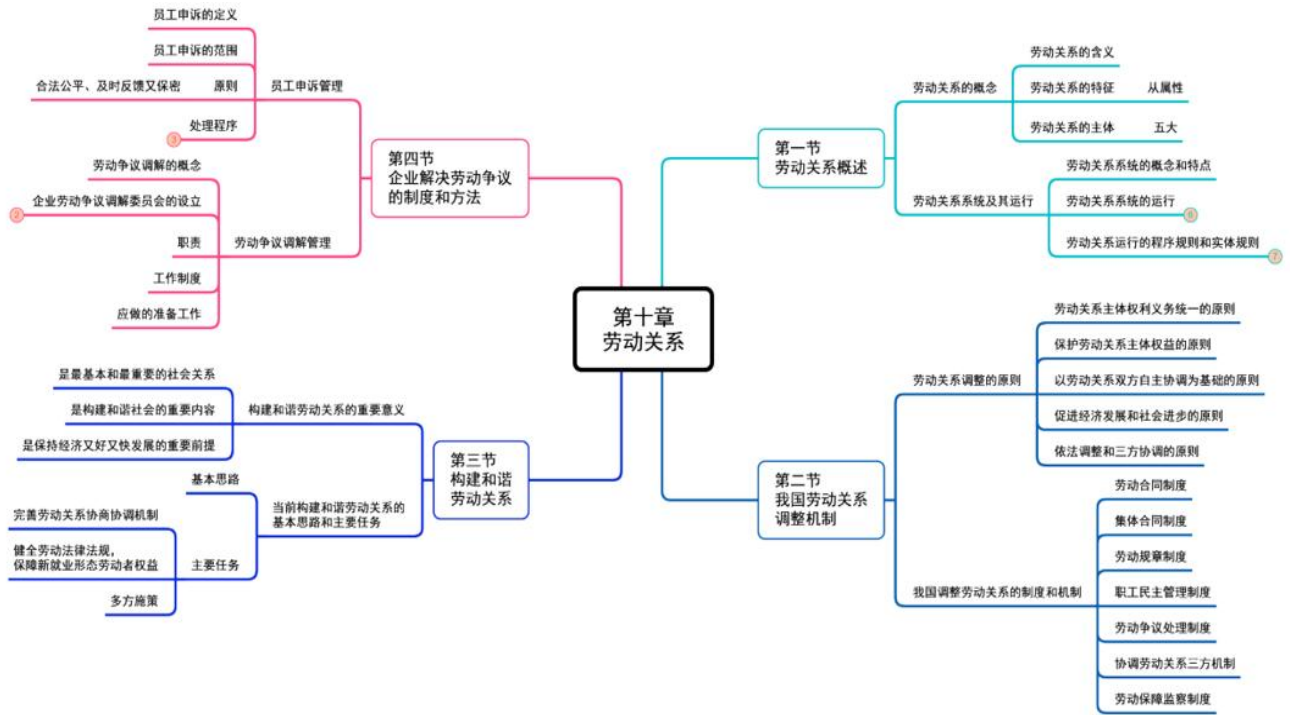 第十章
劳动关系
第一节
劳动关系概述
劳动关系的概念
劳动关系的含义
劳动关系的特征
从属性
劳动关系的主体
五大
劳动关系系统及其运行
劳动关系系统的概念和特点
劳动关系系统的运行
6
劳动关系运行的程序规则和实体规则
7
第二节
我国劳动关系
调整机制
劳动关系调整的原则
劳动关系主体权利义务统一的原则
保护劳动关系主体权益的原则
以劳动关系双方自主协调为基础的原则
促进经济发展和社会进步的原则
依法调整和三方协调的原则
我国调整劳动关系的制度和机制
劳动合同制度
集体合同制度
劳动规章制度
职工民主管理制度
劳动争议处理制度
协调劳动关系三方机制
劳动保障监察制度
第三节
构建和谐
劳动关系
构建和谐劳动关系的重要意义
是最基本和最重要的社会关系
是构建和谐社会的重要内容
是保持经济又好又快发展的重要前提
当前构建和谐劳动关系的
基本思路和主要任务
基本思路
主要任务
完善劳动关系协商协调机制
健全劳动法律法规，
保障新就业形态劳动者权益
多方施策
第四节
企业解决劳动争议
的制度和方法
员工申诉管理
员工申诉的定义
员工申诉的范围
原则
合法公平、及时反馈又保密
处理程序
3
劳动争议调解管理
劳动争议调解的概念
企业劳动争议调解委员会的设立
2
职责
工作制度
应做的准备工作